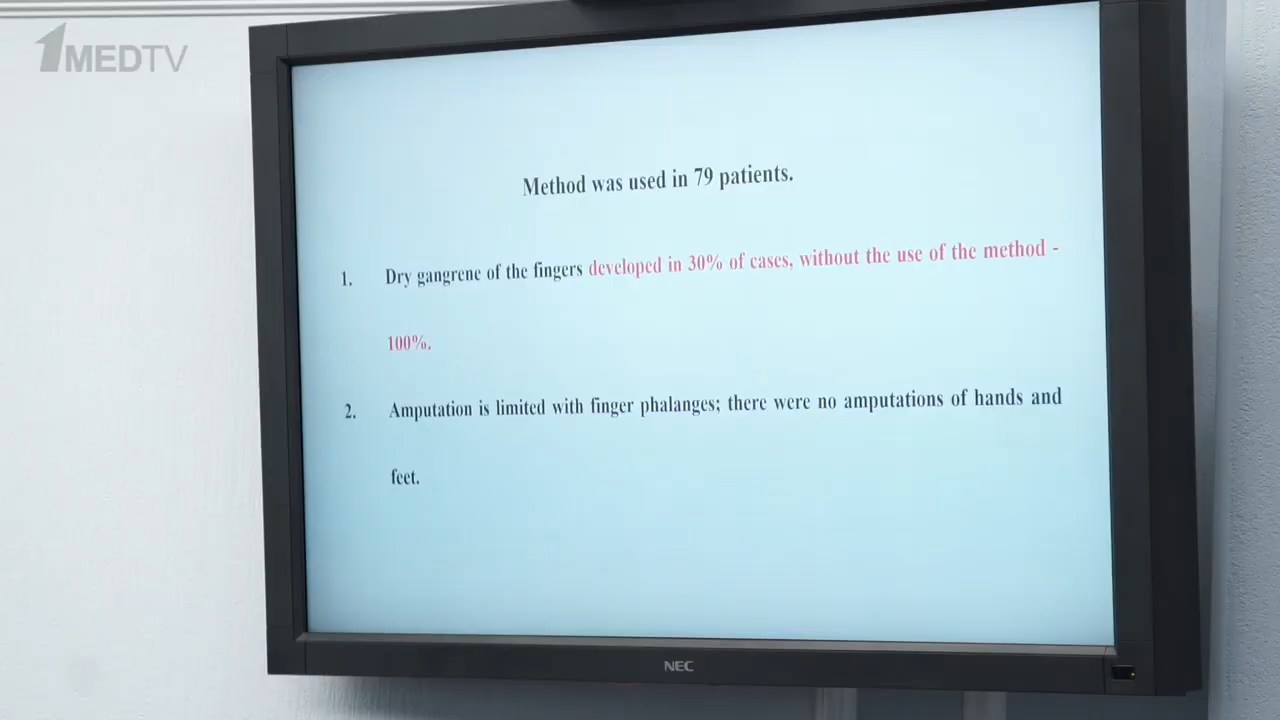 1MEDTV
Method was used in 79 patients.
1. Dry gangrene of the fingers developed in 30% of cases, without the use of the method -
100%.
2. Amputation is limited with finger phalanges; there were no amputations of hands and
feet.
NEC